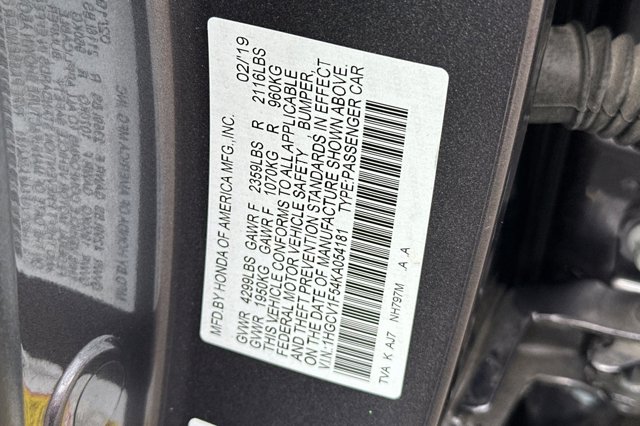 MFD.BY HONDA OF AMERICA MFG.,INC. 02/19
GVWR 4299LBS GAWR F 2359LBS R 2116LBS
GVWR 1950KG GAWR F 1070KG R 960KG
THIS VEHICLE CONFORMS TO ALL APPLICABLE
FEDERAL MOTOR VEHICLE SAFETY , BUMPER,
AND THEFT PREVENTION STANDARDS IN EFFECT
ON THE DATE OF MANUFACTURE SHOWN ABOVE.
V.I.N:1HGCV1F54KA054181 TYPE:PASSENGER CAR
TVA K AJ7 NH797M A A